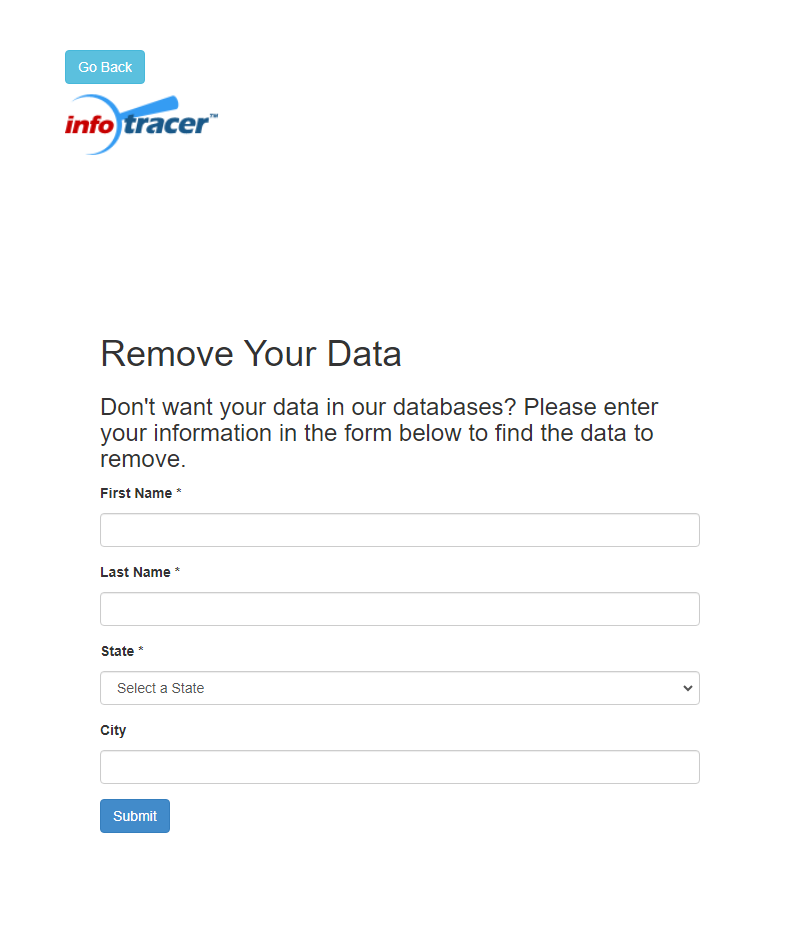 Go Back
infotracer™
Remove Your Data
Don't want your data in our databases? Please enter
your information in the form below to find the data to
remove.
First Name *
Last Name *
State *
Select a State
City
Submit